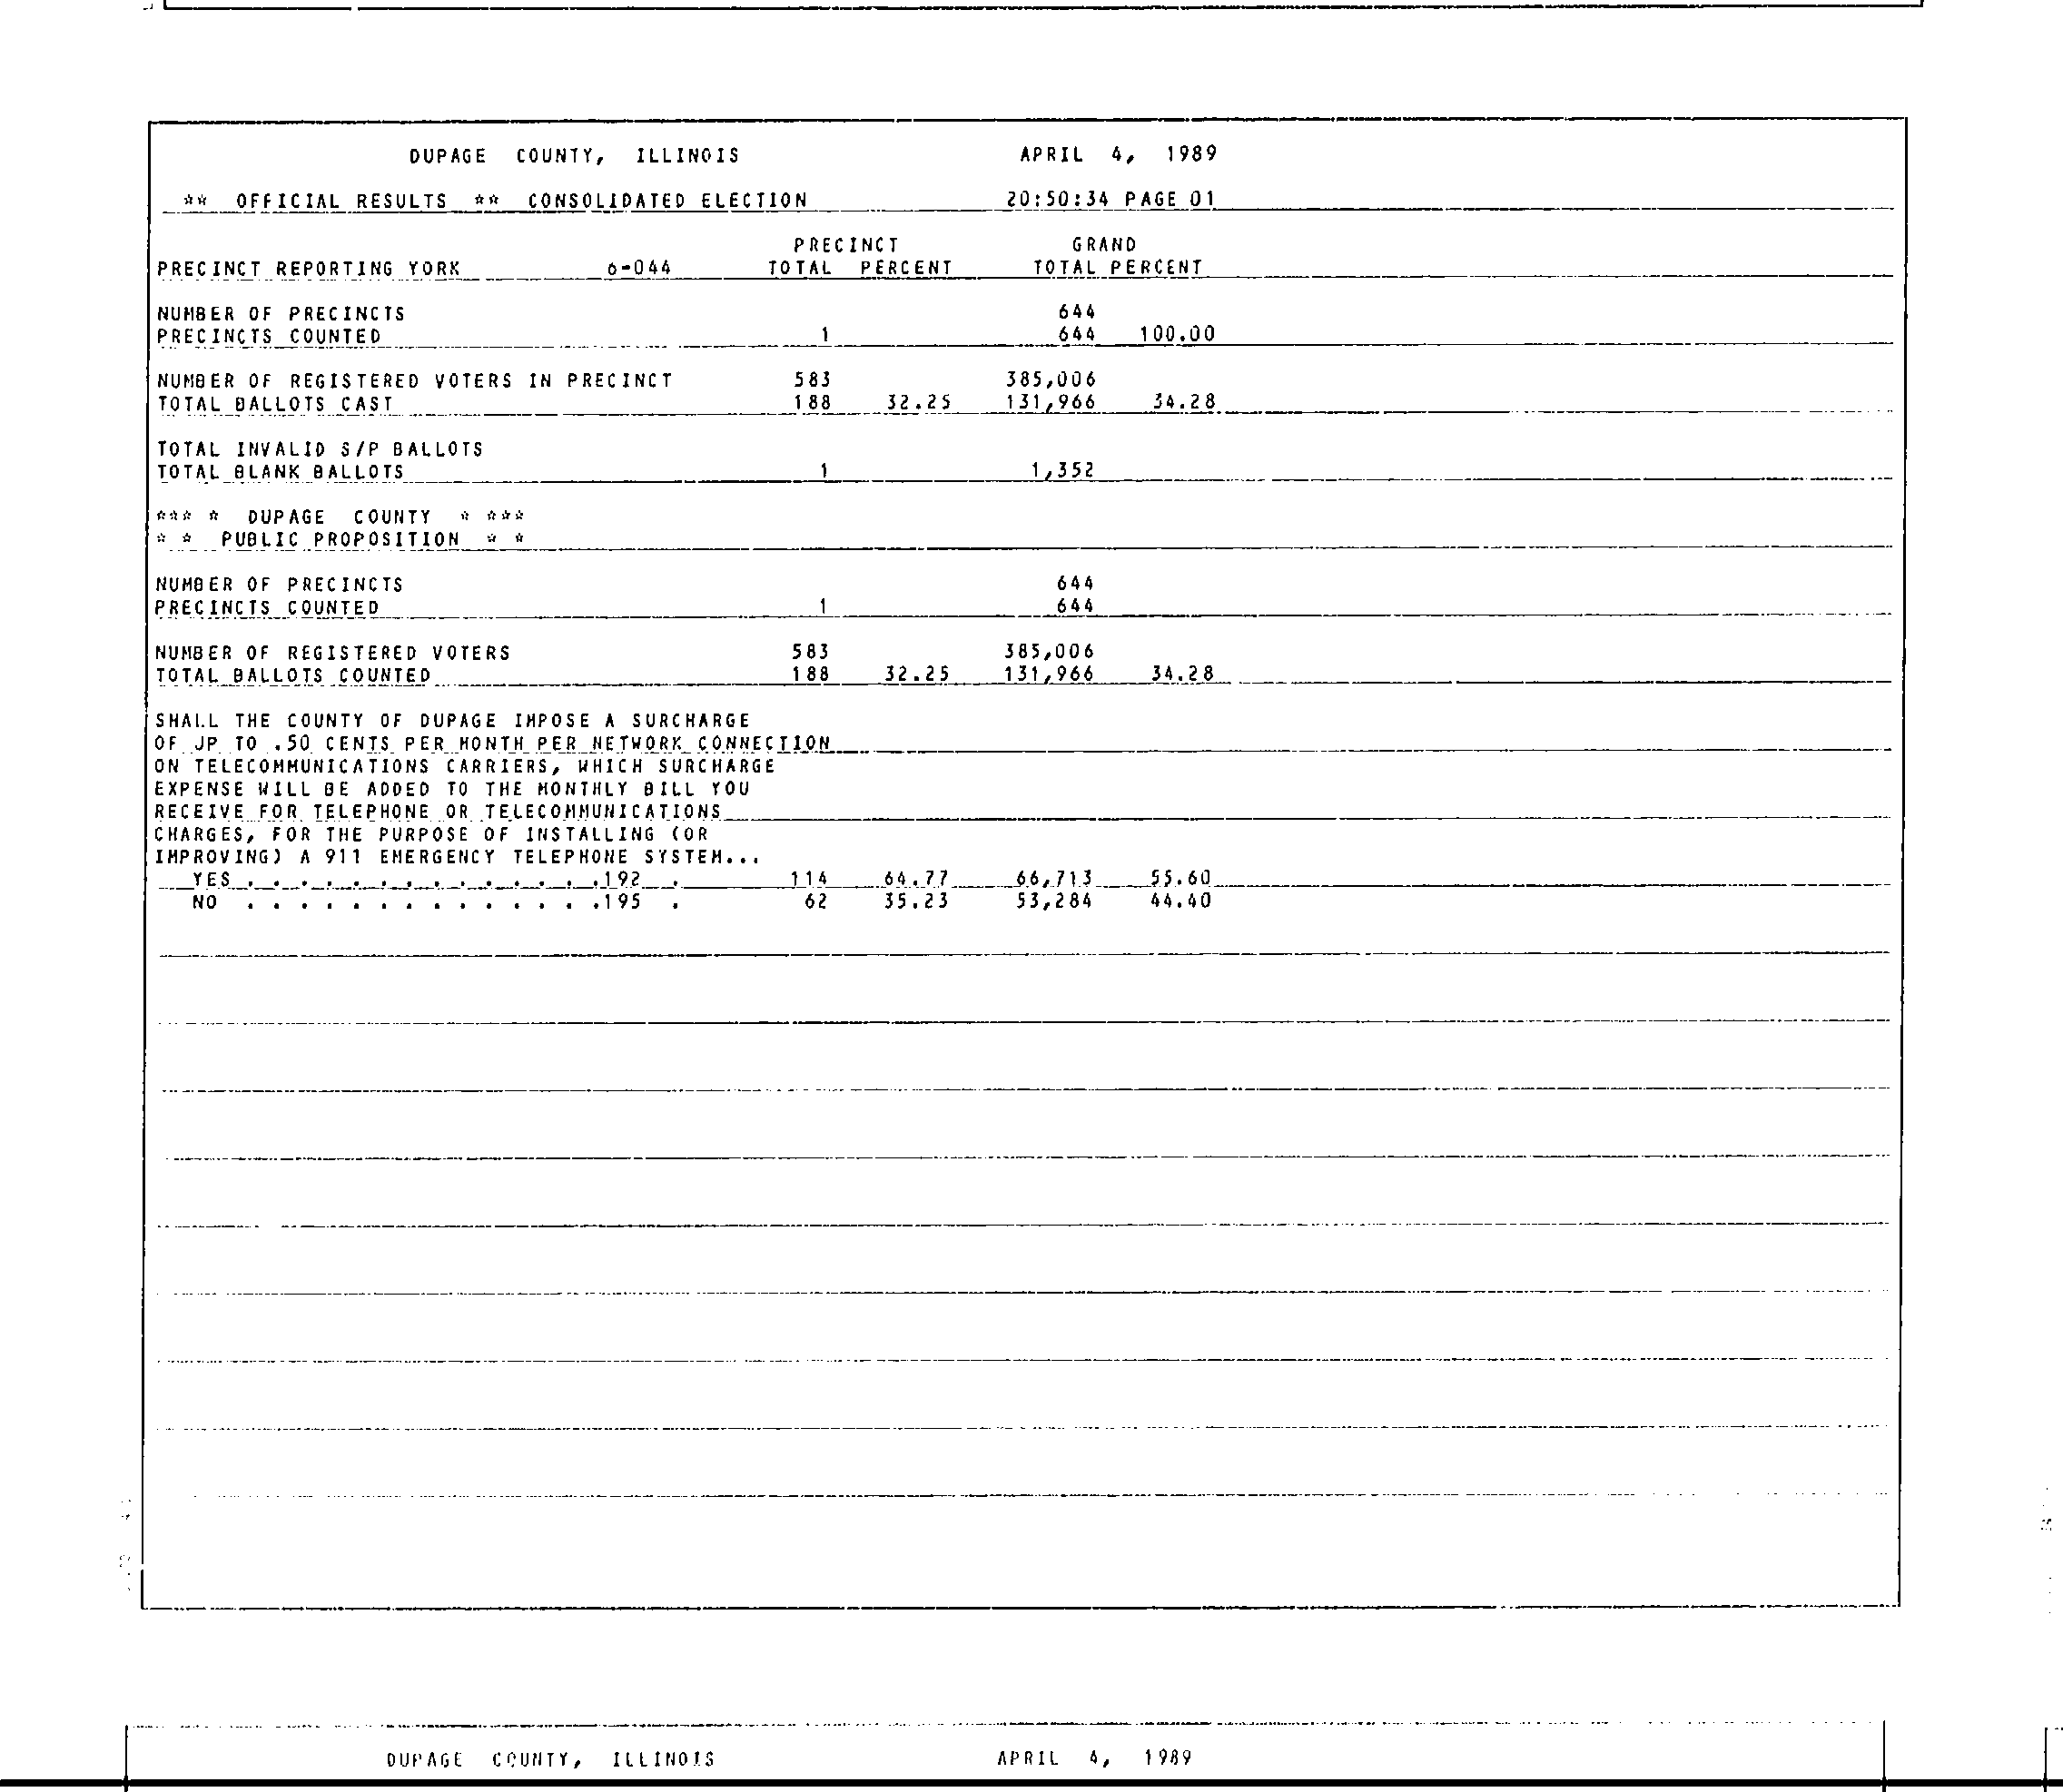 DUPAGE COUNTY, ILLINOIS APRIL 4, 1989
** OFFICIAL RESULTS ** CONSOLIDATED ELECTION 20:50:34 PAGE 01
PRECINCT GRAND
PRECINCT REPORTING YORK 6-044 TOTAL PERCENT TOTAL PERCENT
NUMBER OF PRECINCTS 644
PRECINCTS COUNTED 1 644 100.00
NUMBER OF REGISTERED VOTERS IN PRECINCT 583 385,006
TOTAL BALLOTS CAST 188 32.25 131,966 34.28
TOTAL INVALID S/P BALLOTS
TOTAL BLANK BALLOTS 1 1,352
*** * DUPAGE COUNTY * ***
* * PUBLIC PROPOSITION * *
NUMBER OF PRECINCTS 644
PRECINCTS COUNTED 1 644
NUMBER OF REGISTERED VOTERS 583 385,006
TOTAL BALLOTS COUNTED 188 32.25 131,966 34.28
SHALL THE COUNTY OF DUPAGE IMPOSE A SURCHARGE
OF JP TO .50 CENTS PER MONTH PER NETWORK CONNECTION
ON TELECOMMUNICATIONS CARRIERS, WHICH SURCHARGE
EXPENSE WILL BE ADDED TO THE MONTHLY BILL YOU
RECEIVE FOR TELEPHONE OR TELECOMMUNICATIONS
CHARGES, FOR THE PURPOSE OF INSTALLING (OR
IMPROVING) A 911 EMERGENCY TELEPHONE SYSTEM...
YES . . . . . . . . . . . . . .192 . 114 64.77 66,713 55.60
NO . . . . . . . . . . . . . .195 . 62 35.23 53,284 44.40
DUPAGE COUNTY, ILLINOIS APRIL 4, 1989